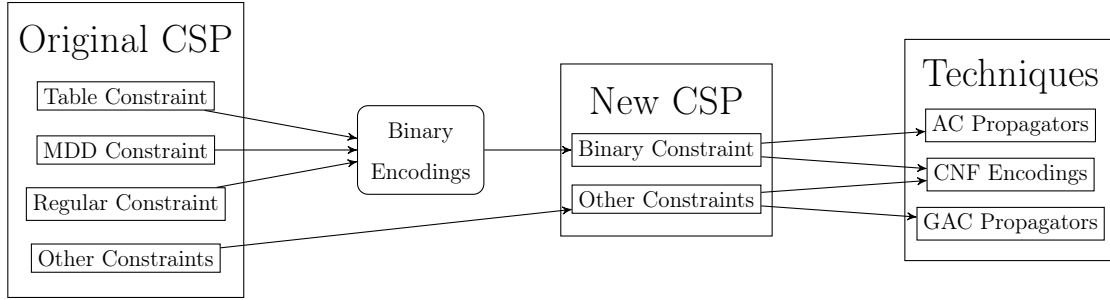 Original CSP
Table Constraint
MDD Constraint
Regular Constraint
Other Constraints
Binary
Encodings
New CSP
Binary Constraint
Other Constraints
Techniques
AC Propagators
CNF Encodings
GAC Propagators